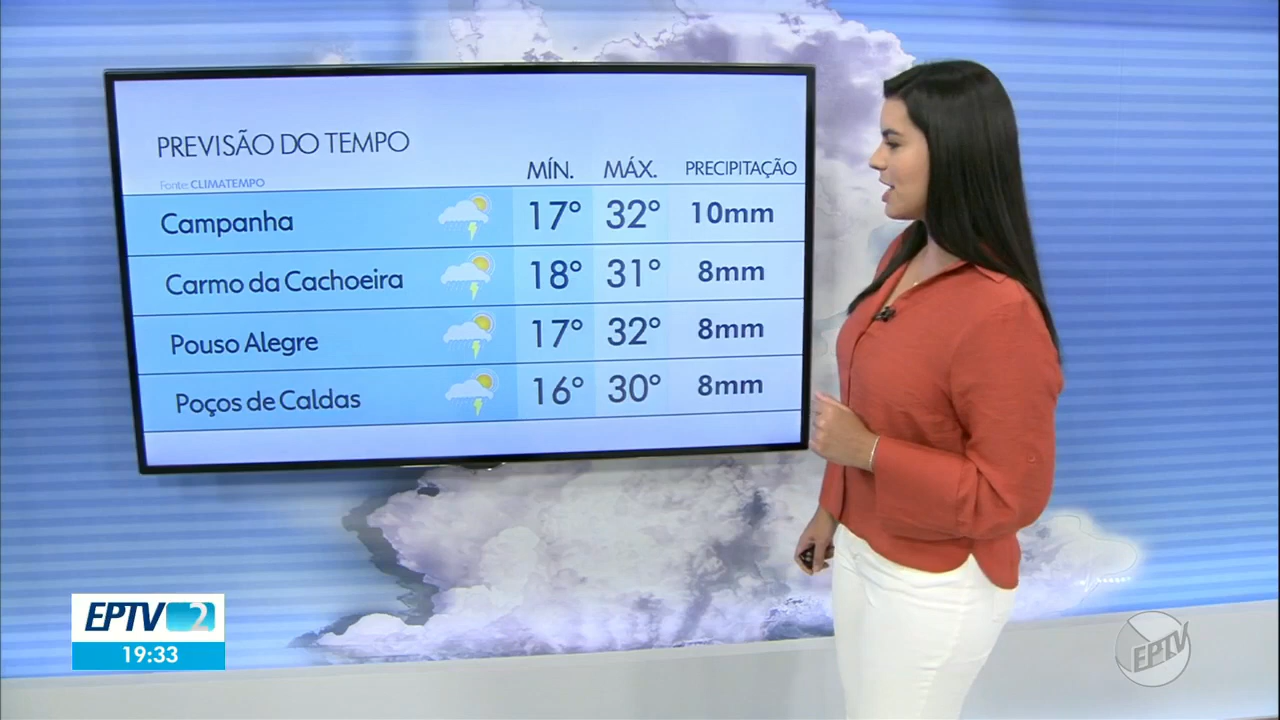 PREVISÃO DO TEMPO
Fonte: CLIMATEMPO
MÍN. MÁX. PRECIPITAÇÃO
Campanha 17° 32° 10mm
Carmo da Cachoeira 18° 31° 8mm
Pouso Alegre 17° 32° 8mm
Poços de Caldas 16° 30° 8mm
EPTV 2
19:33
EPTV